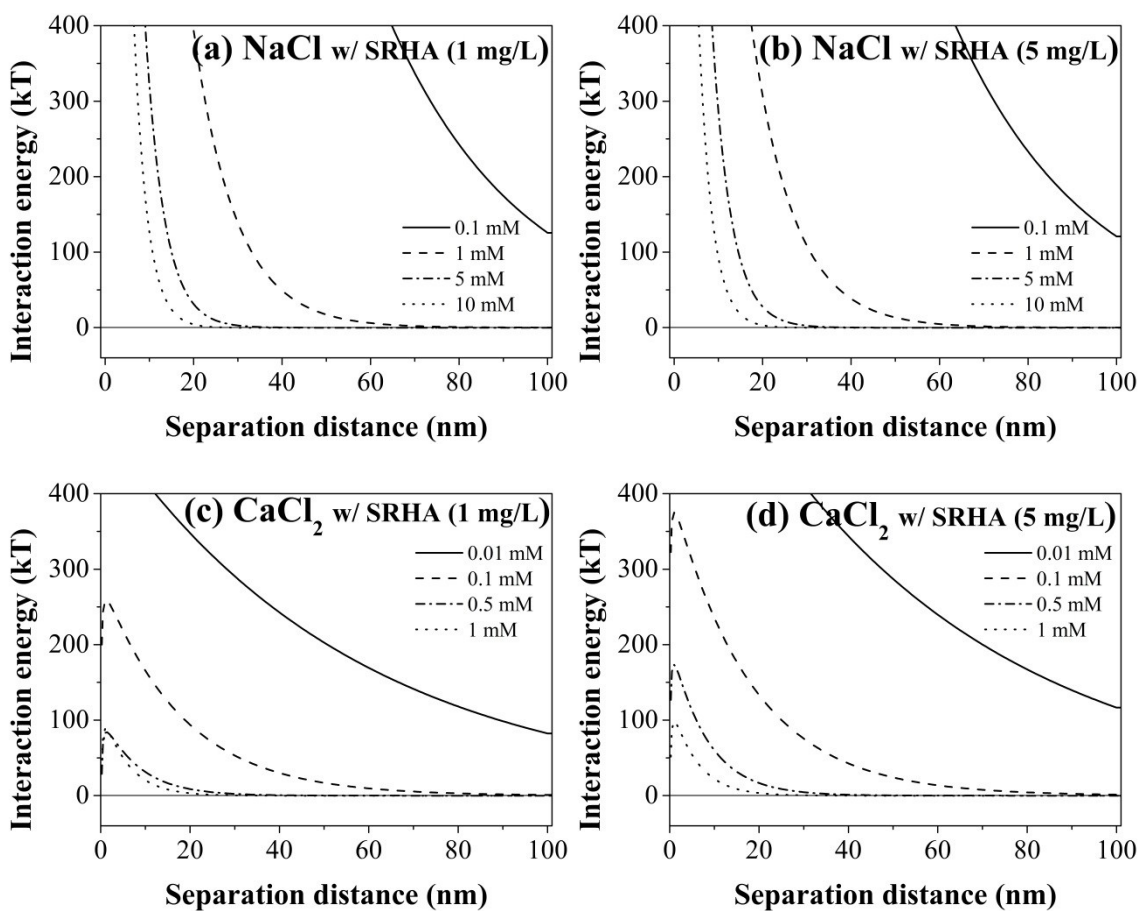 (a) NaCl w/ SRHA (1 mg/L)
Interaction energy (kT)
400
300
200
100
0
0.1 mM
1 mM
5 mM
10 mM
0 20 40 60 80 100
Separation distance (nm)
(b) NaCl w/ SRHA (5 mg/L)
Interaction energy (kT)
400
300
200
100
0
0.1 mM
1 mM
5 mM
10 mM
0 20 40 60 80 100
Separation distance (nm)
(c) CaCl₂ w/ SRHA (1 mg/L)
Interaction energy (kT)
400
300
200
100
0
0.01 mM
0.1 mM
0.5 mM
1 mM
0 20 40 60 80 100
Separation distance (nm)
(d) CaCl₂ w/ SRHA (5 mg/L)
Interaction energy (kT)
400
300
200
100
0
0.01 mM
0.1 mM
0.5 mM
1 mM
0 20 40 60 80 100
Separation distance (nm)